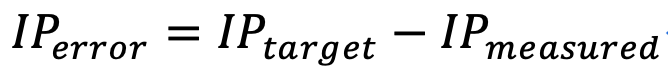 IP_error = IP_target − IP_measured